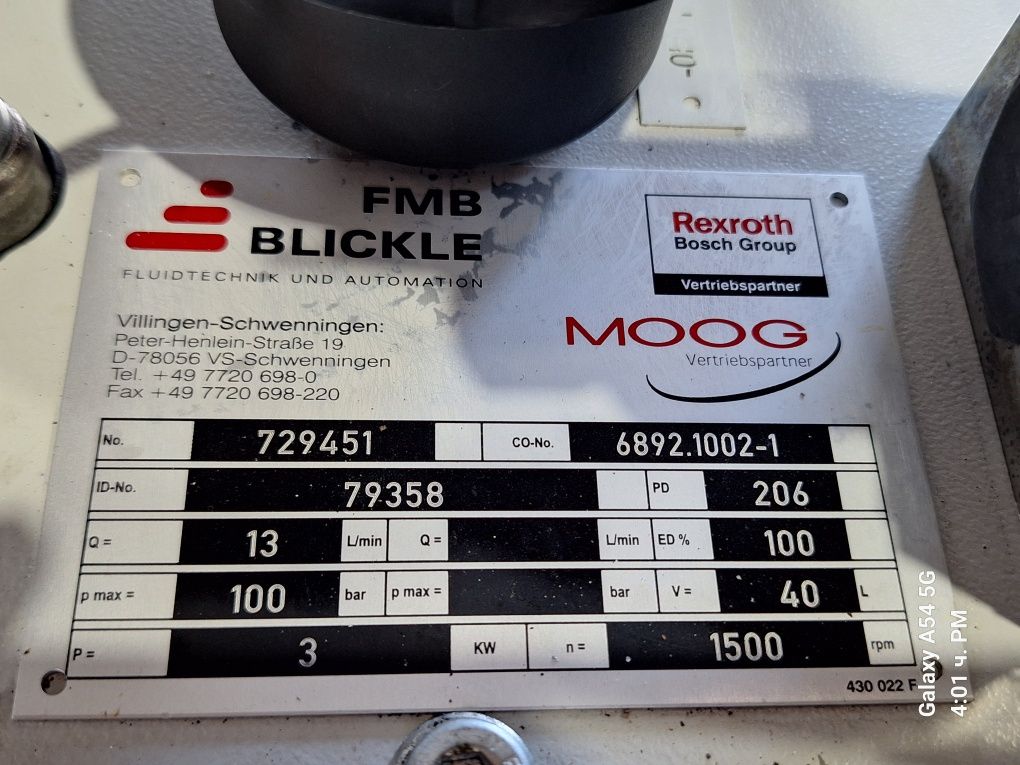 FMB
BLICKLE
FLUIDTECHNIK UND AUTOMATION
Rexroth
Bosch Group
Vertriebspartner
MOOG
Vertriebspartner
Villingen-Schwenningen:
Peter-Henlein-Straße 19
D-78056 VS-Schwenningen
Tel. +49 7720 698-0
Fax +49 7720 698-220
No. 729451 CO-No. 6892.1002-1
ID-No. 79358 PD 206
Q = 13 L/min Q = L/min ED % 100
p max = 100 bar p max = bar V = 40 L
P = 3 KW n = 1500 rpm
430 022 F
Galaxy A54 5G
4:01 ч. PM